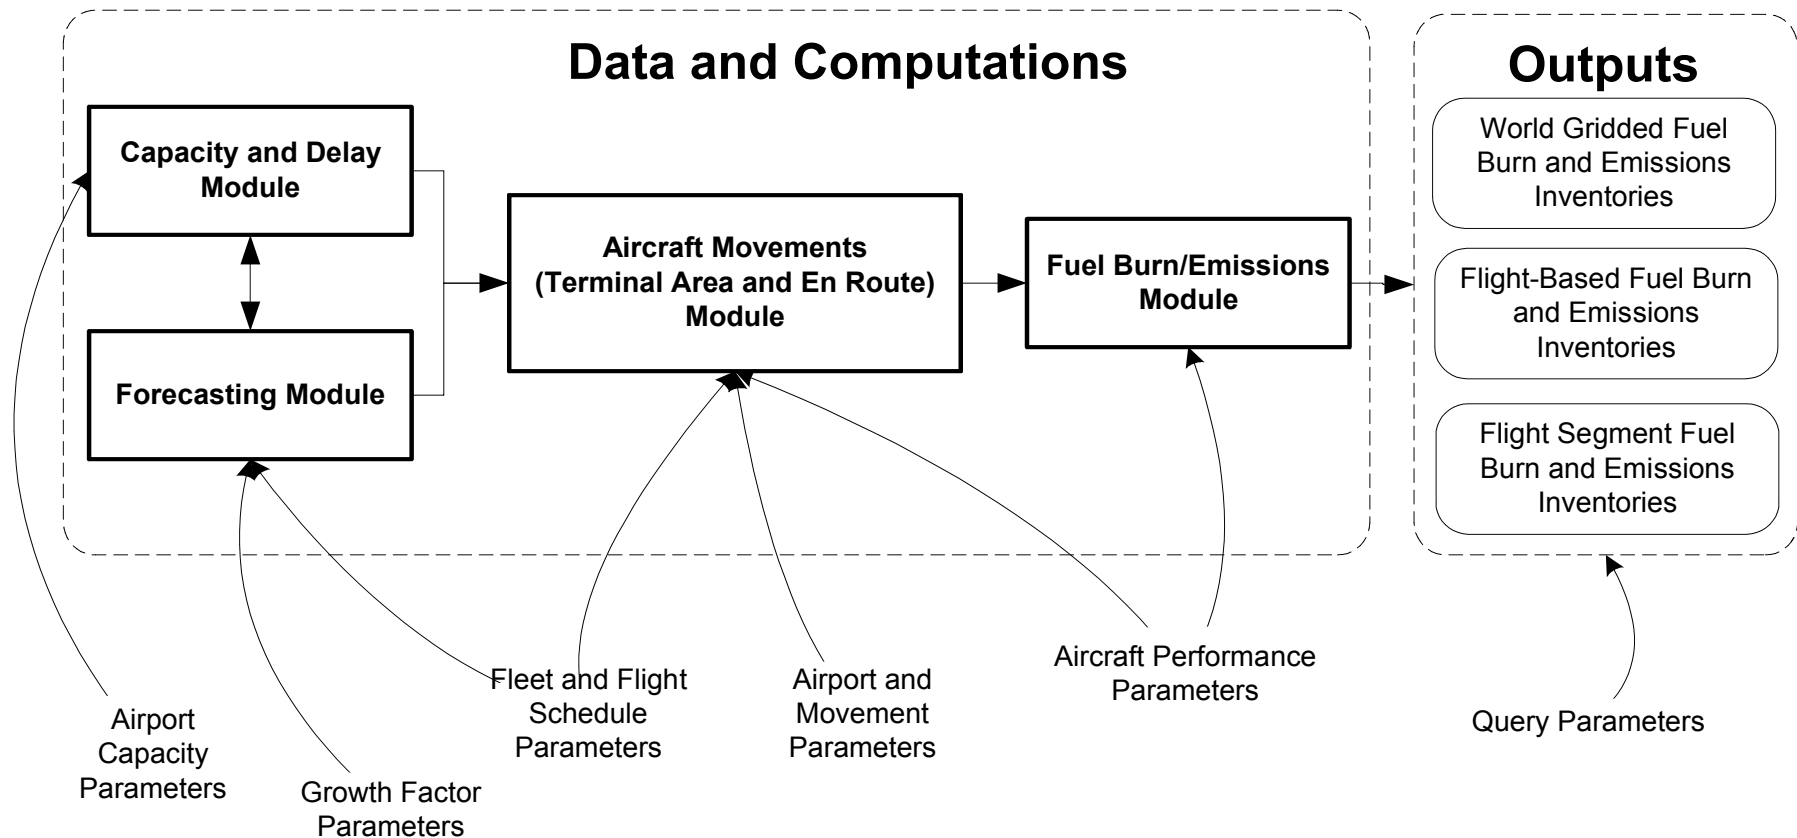 Data and Computations
Capacity and Delay
Module
Forecasting Module
Aircraft Movements
(Terminal Area and En Route)
Module
Fuel Burn/Emissions
Module
Outputs
World Gridded Fuel
Burn and Emissions
Inventories
Flight-Based Fuel Burn
and Emissions
Inventories
Flight Segment Fuel
Burn and Emissions
Inventories
Airport
Capacity
Parameters
Growth Factor
Parameters
Fleet and Flight
Schedule
Parameters
Airport and
Movement
Parameters
Aircraft Performance
Parameters
Query Parameters